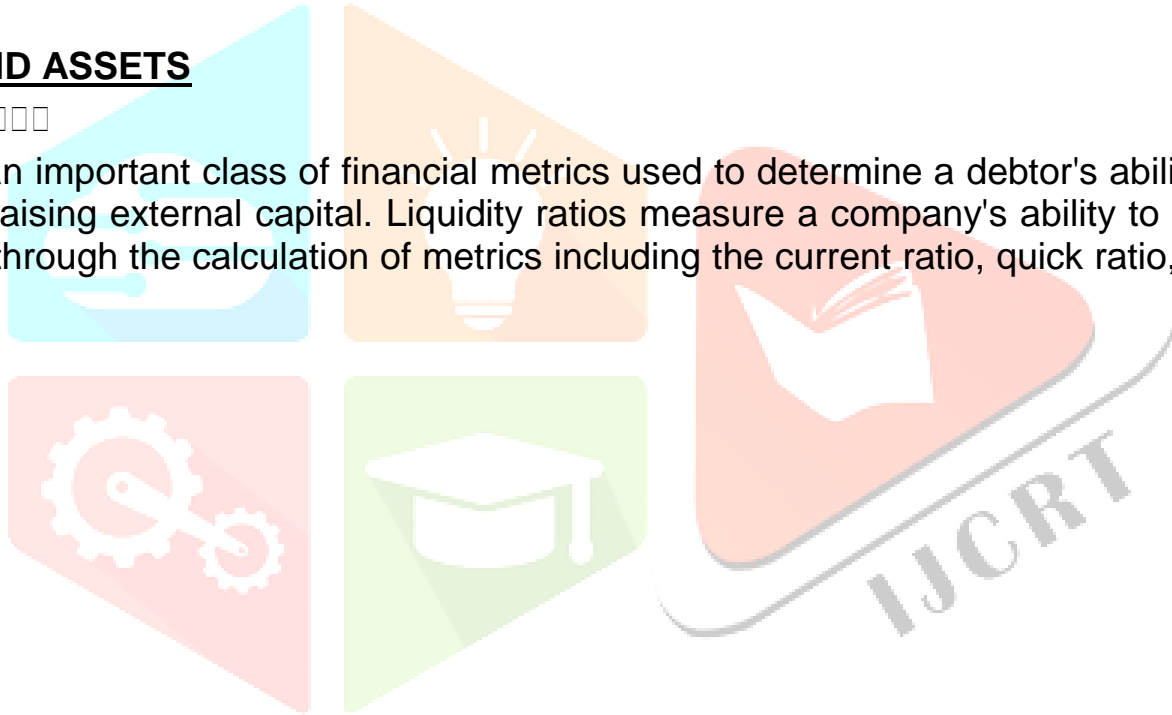 ND ASSETS
□□□
an important class of financial metrics used to determine a debtor's abili
aising external capital. Liquidity ratios measure a company's ability to
through the calculation of metrics including the current ratio, quick ratio,
IJCRT